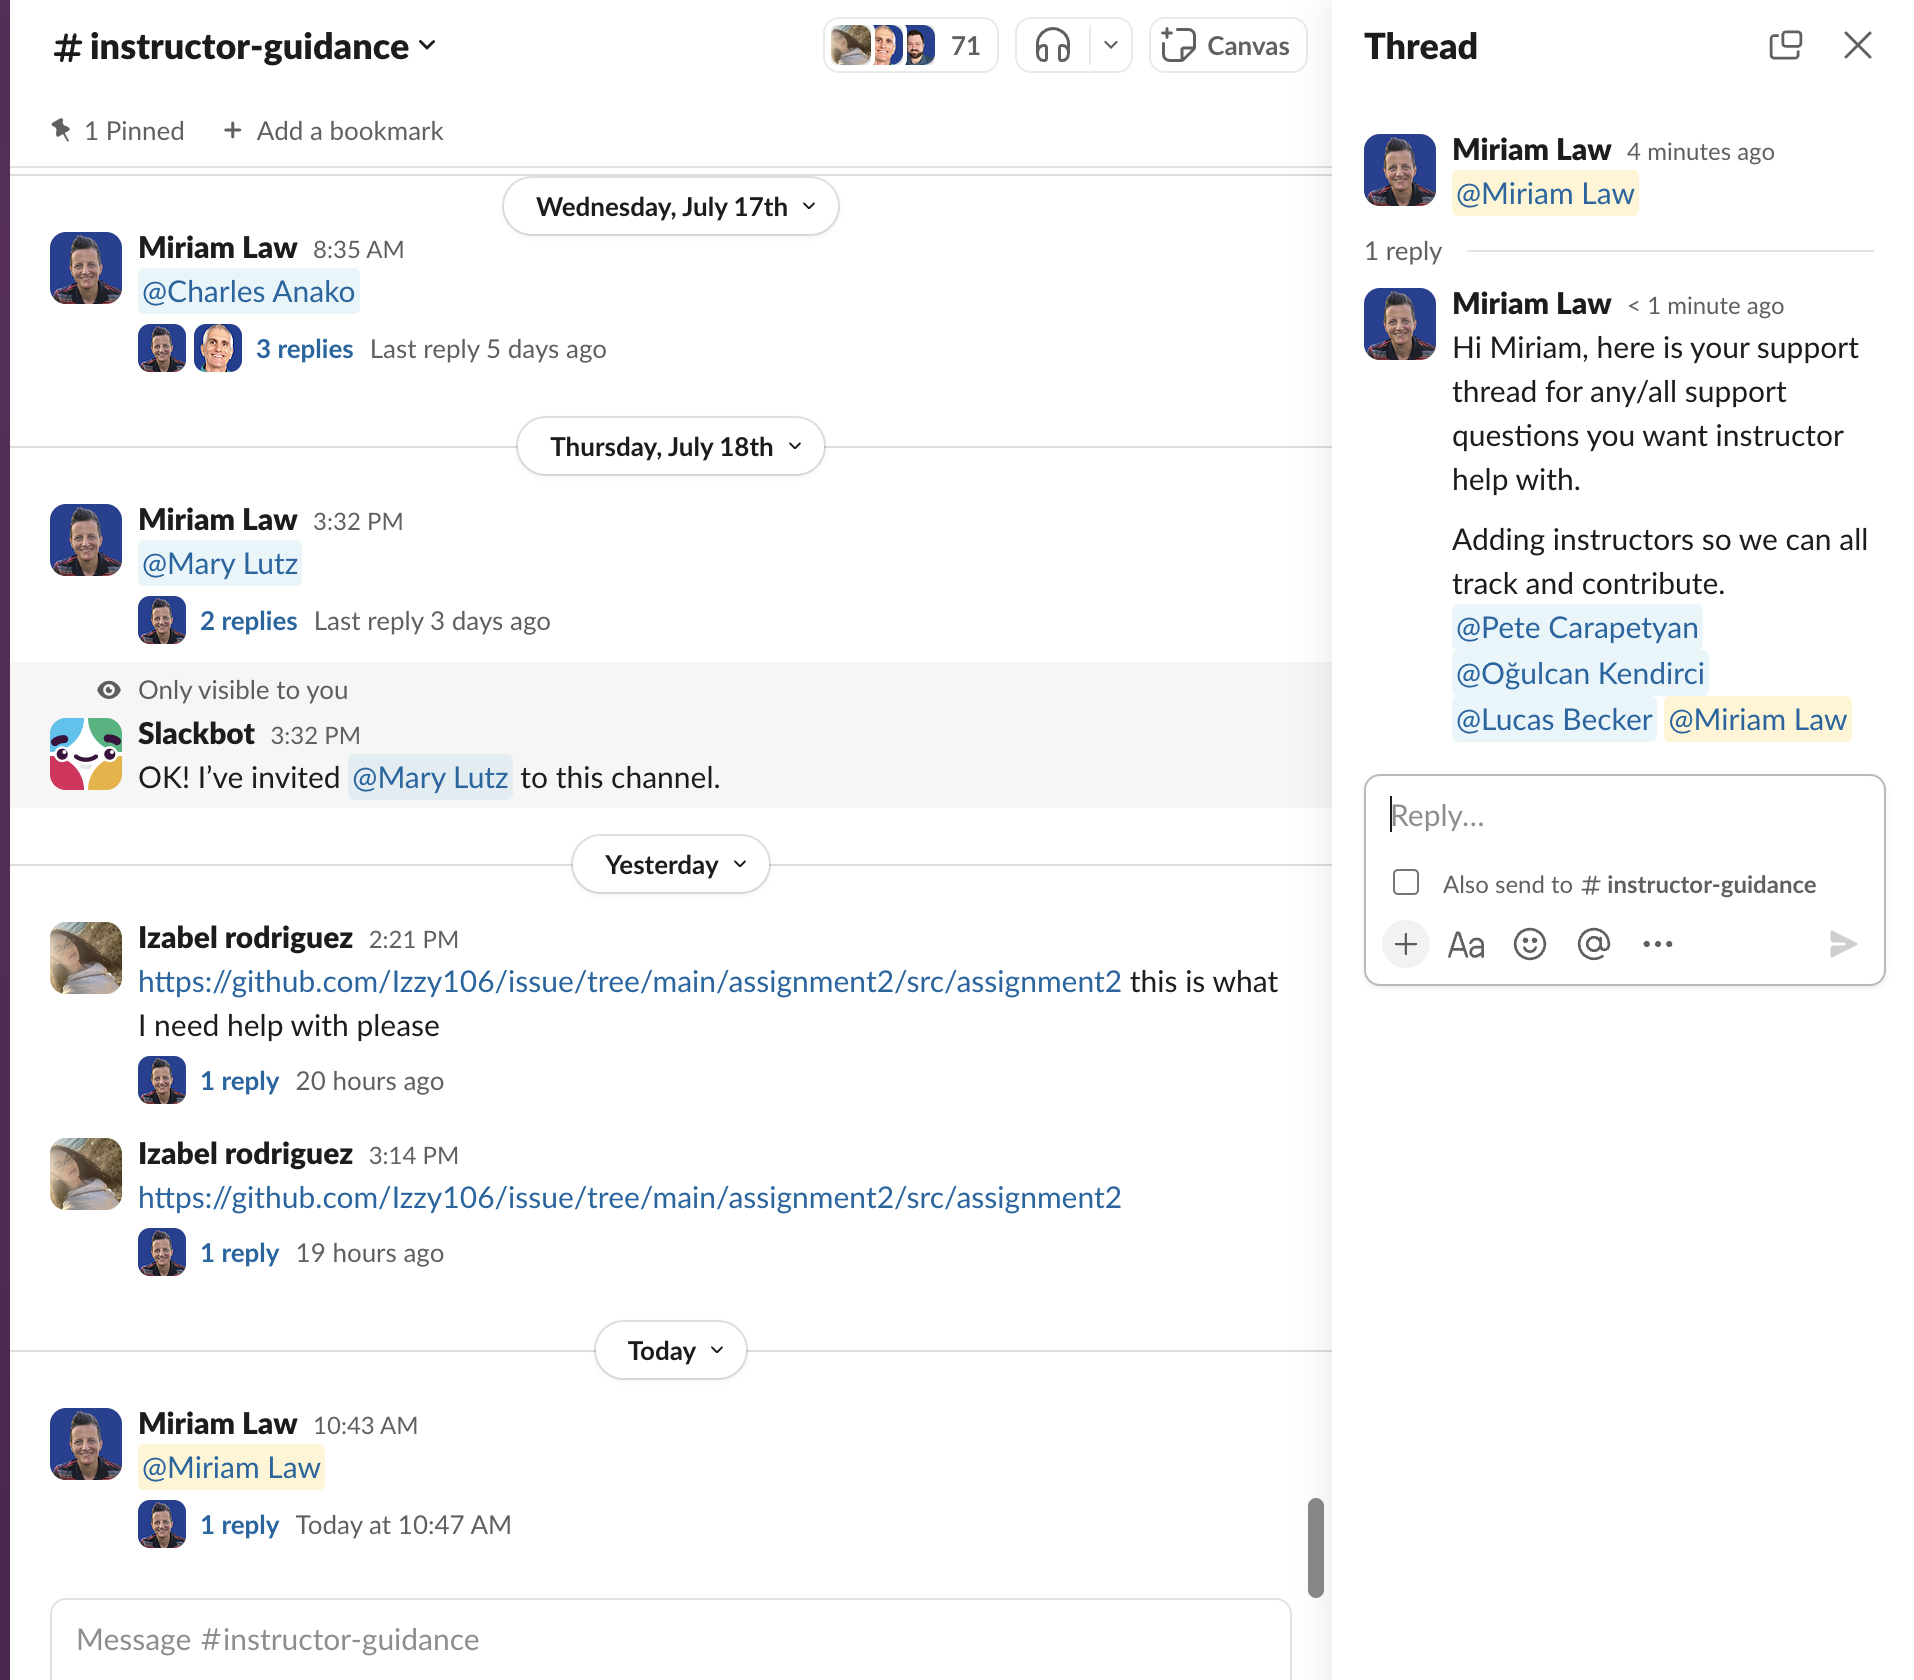 # instructor-guidance
71
Canvas
1 Pinned
+ Add a bookmark
Wednesday, July 17th
Miriam Law 8:35 AM
@Charles Anako
3 replies Last reply 5 days ago
Thursday, July 18th
Miriam Law 3:32 PM
@Mary Lutz
2 replies Last reply 3 days ago
Only visible to you
Slackbot 3:32 PM
OK! I’ve invited @Mary Lutz to this channel.
Yesterday
Izabel rodriguez 2:21 PM
https://github.com/Izzy106/issue/tree/main/assignment2/src/assignment2 this is what
I need help with please
1 reply 20 hours ago
Izabel rodriguez 3:14 PM
https://github.com/Izzy106/issue/tree/main/assignment2/src/assignment2
1 reply 19 hours ago
Today
Miriam Law 10:43 AM
@Miriam Law
1 reply Today at 10:47 AM
Message #instructor-guidance
Thread
Miriam Law 4 minutes ago
@Miriam Law
1 reply
Miriam Law < 1 minute ago
Hi Miriam, here is your support
thread for any/all support
questions you want instructor
help with.
Adding instructors so we can all
track and contribute.
@Pete Carapetyan
@Oğulcan Kendirci
@Lucas Becker @Miriam Law
Reply...
Also send to # instructor-guidance
Aa